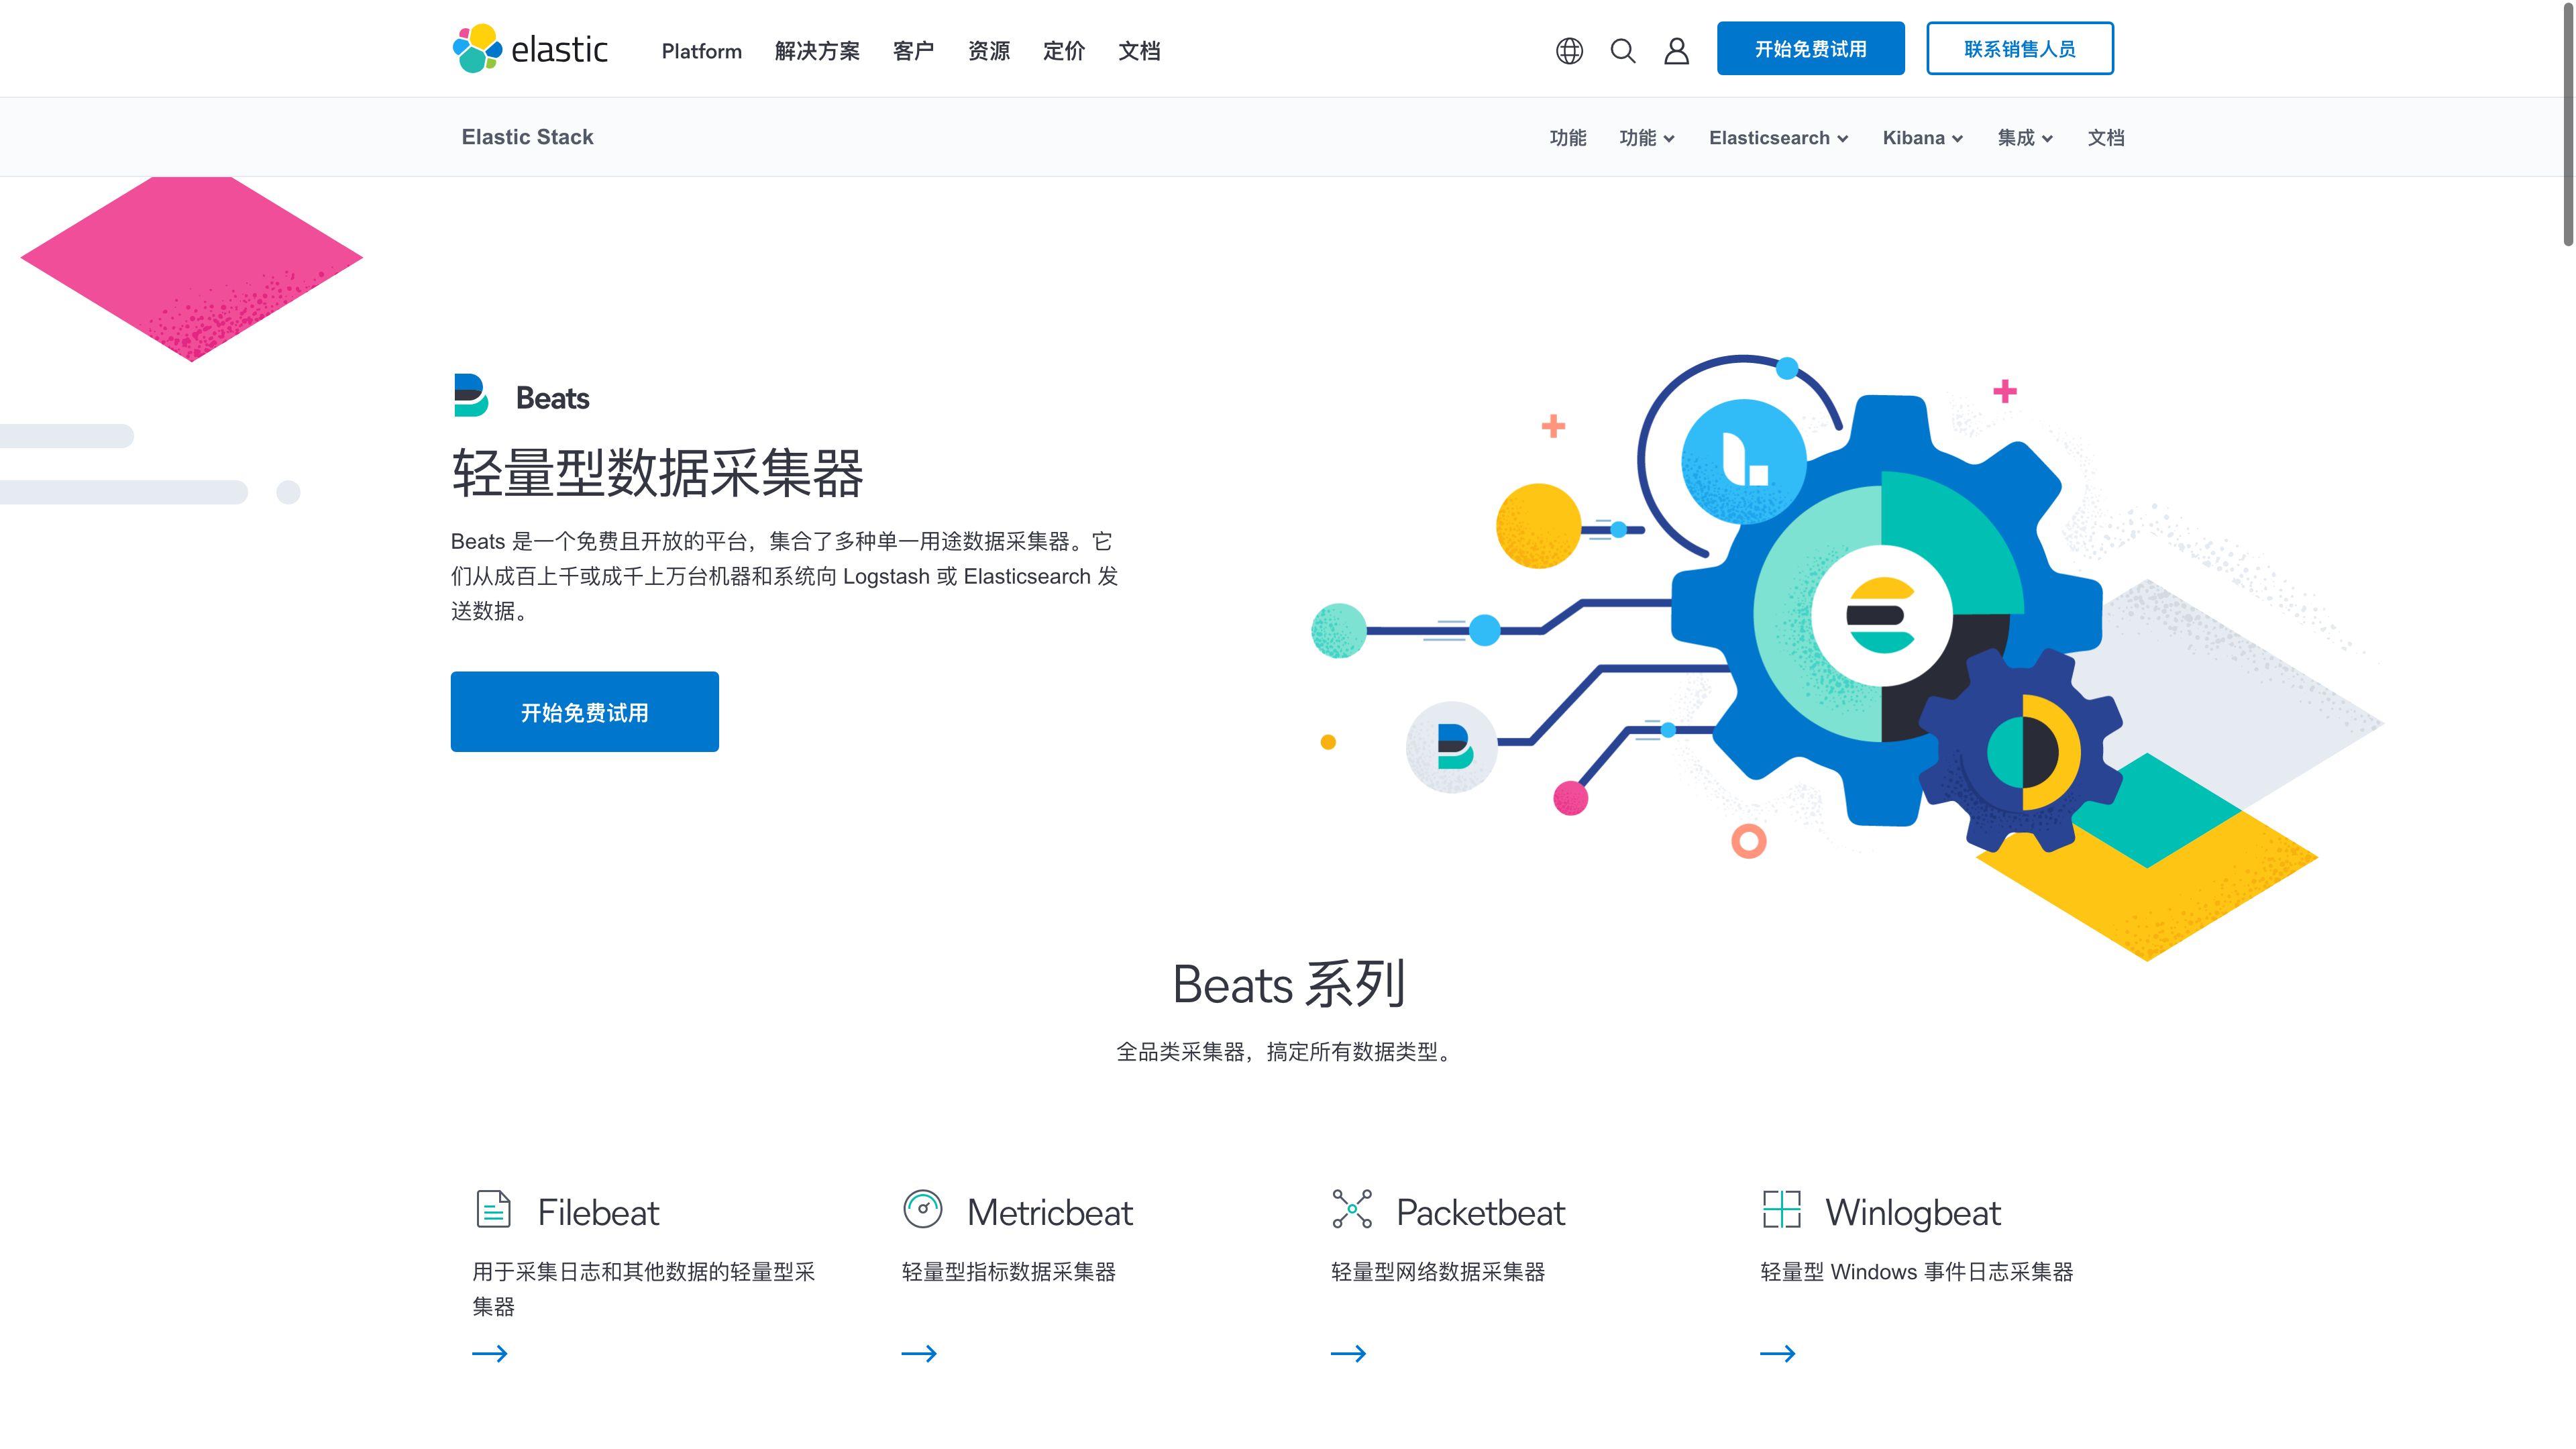 elastic
Platform 解决方案 客户 资源 定价 文档
开始免费试用 联系销售人员
Elastic Stack
功能 功能 Elasticsearch Kibana 集成 文档
Beats
轻量型数据采集器
Beats 是一个免费且开放的平台，集合了多种单一用途数据采集器。它
们从成百上千或成千上万台机器和系统向 Logstash 或 Elasticsearch 发
送数据。
开始免费试用
Beats 系列
全品类采集器，搞定所有数据类型。
Filebeat
用于采集日志和其他数据的轻量型采
集器
Metricbeat
轻量型指标数据采集器
Packetbeat
轻量型网络数据采集器
Winlogbeat
轻量型 Windows 事件日志采集器